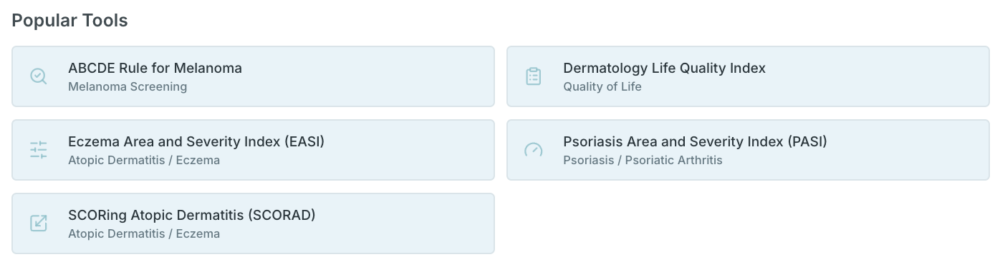 Popular Tools
ABCDE Rule for Melanoma
Melanoma Screening
Dermatology Life Quality Index
Quality of Life
Eczema Area and Severity Index (EASI)
Atopic Dermatitis / Eczema
Psoriasis Area and Severity Index (PASI)
Psoriasis / Psoriatic Arthritis
SCORing Atopic Dermatitis (SCORAD)
Atopic Dermatitis / Eczema